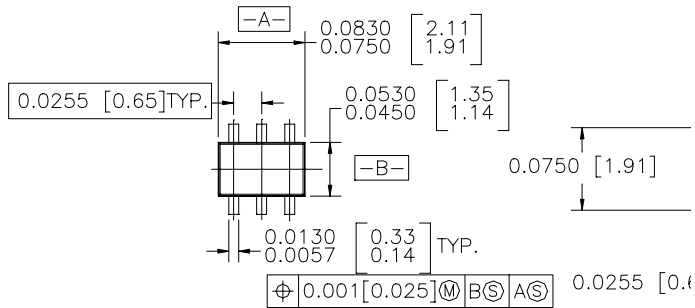 -A-
0.0830 [2.11
0.0750 1.91]
0.0255 [0.65]TYP.
0.0530 [1.35
0.0450 1.14]
-B-
0.0750 [1.91]
0.0130 [0.33
0.0057 0.14] TYP.
⌖ 0.001[0.025]Ⓜ BⓈ AⓈ
0.0255 [0.6